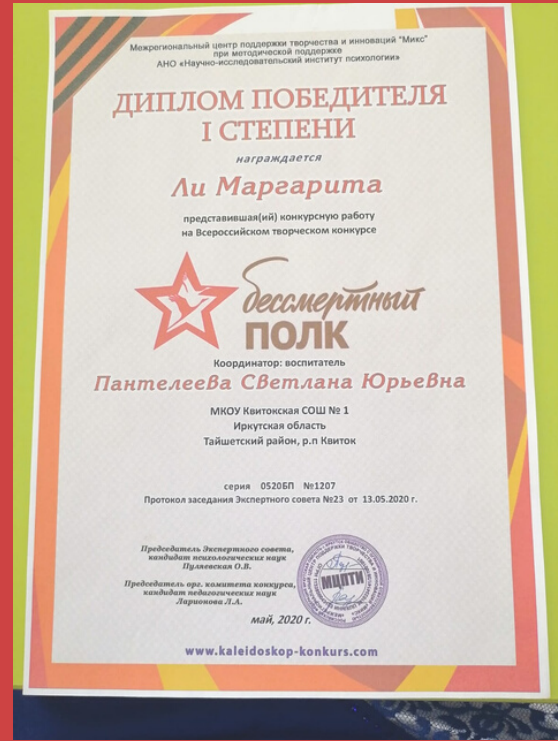 Межрегиональный центр поддержки творчества и инноваций "Микс"
при методической поддержке
АНО «Научно-исследовательский институт психологии»
ДИПЛОМ ПОБЕДИТЕЛЯ
I СТЕПЕНИ
награждается
Ли Маргарита
представившая(ий) конкурсную работу
на Всероссийском творческом конкурсе
бессмертный
ПОЛК
Координатор: воспитатель
Пантелеева Светлана Юрьевна
МКОУ Квитокская СОШ № 1
Иркутская область
Тайшетский район, р.п Квиток
серия 0520БП №1207
Протокол заседания Экспертного совета №23 от 13.05.2020 г.
Председатель Экспертного совета,
кандидат психологических наук
Пуляевская О.В.
Председатель орг. комитета конкурса,
кандидат педагогических наук
Ларионова Л.А.
МЦПТИ
май, 2020 г.
www.kaleidoskop-konkurs.com